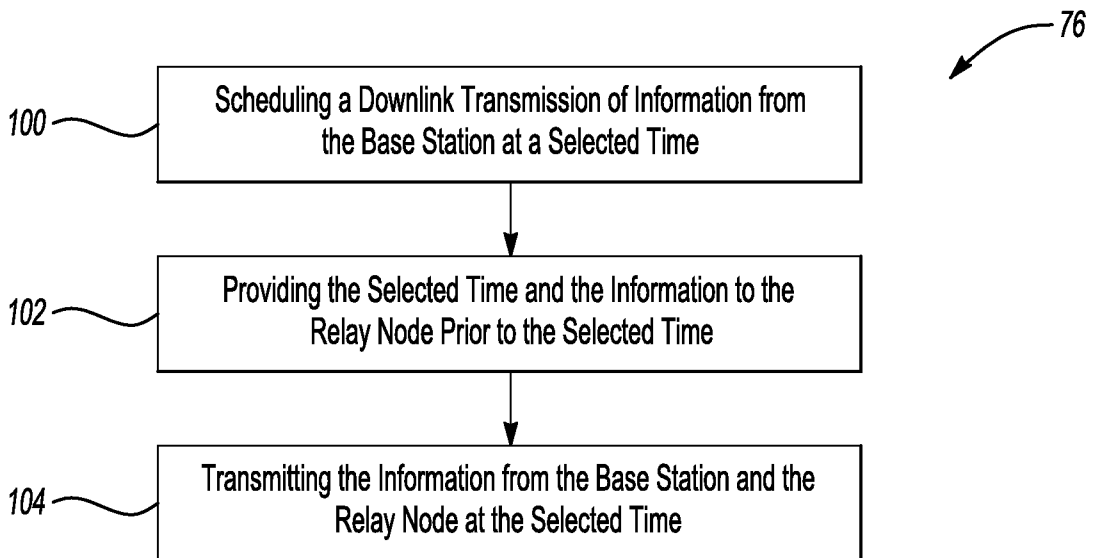 76
100
Scheduling a Downlink Transmission of Information from
the Base Station at a Selected Time
102
Providing the Selected Time and the Information to the
Relay Node Prior to the Selected Time
104
Transmitting the Information from the Base Station and the
Relay Node at the Selected Time